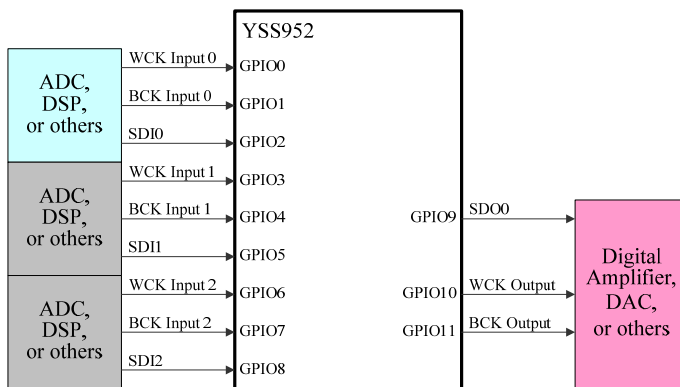 YSS952
ADC,
DSP,
or others
WCK Input 0
GPIO0
BCK Input 0
GPIO1
SDI0
GPIO2
ADC,
DSP,
or others
WCK Input 1
GPIO3
BCK Input 1
GPIO4
SDI1
GPIO5
ADC,
DSP,
or others
WCK Input 2
GPIO6
BCK Input 2
GPIO7
SDI2
GPIO8
GPIO9
SDO0
GPIO10
WCK Output
GPIO11
BCK Output
Digital
Amplifier,
DAC,
or others